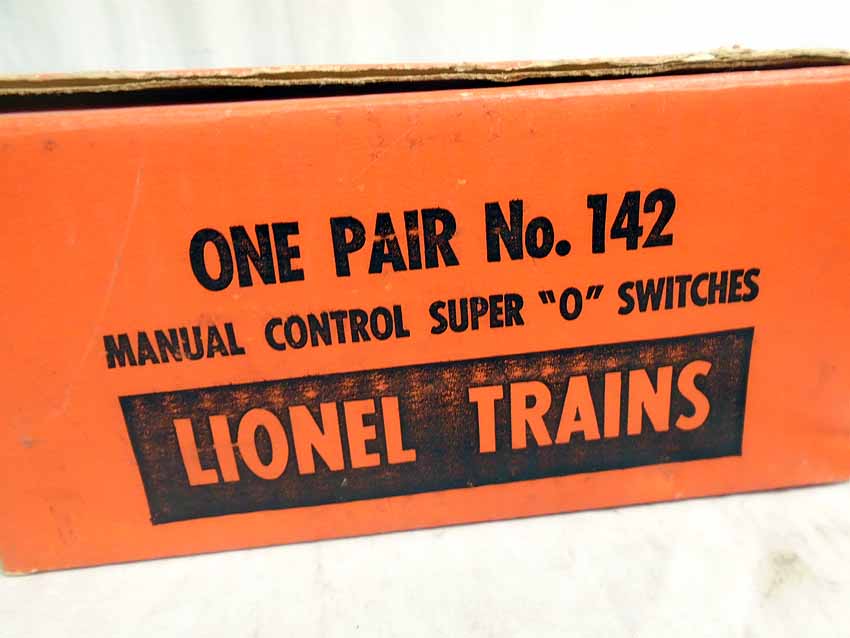 ONE PAIR No. 142
MANUAL CONTROL SUPER "O" SWITCHES
LIONEL TRAINS